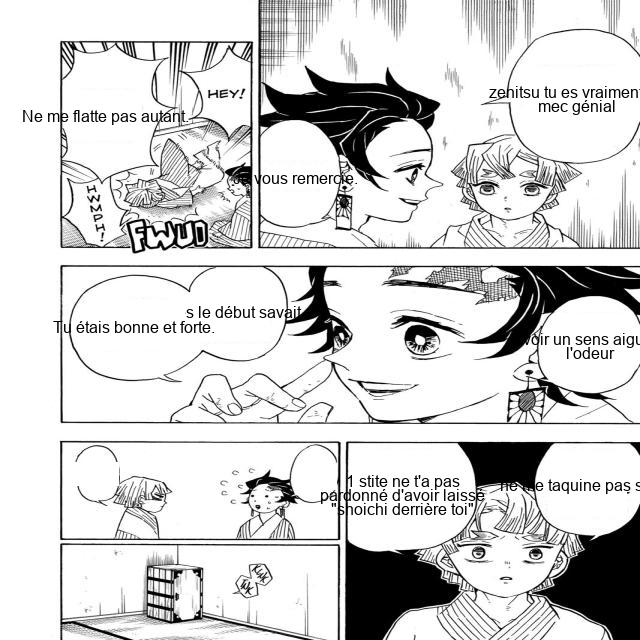 zenitsu tu es vraiment
mec génial
vous remercie.
HEY!
Ne me flatte pas autant.
HWMPH!
FWUD
voir un sens aigu
l'odeur
s le début savait
Tu étais bonne et forte.
ne me taquine pas s
1 stite ne t'a pas
pardonné d'avoir laissé
"shoichi derrière toi"